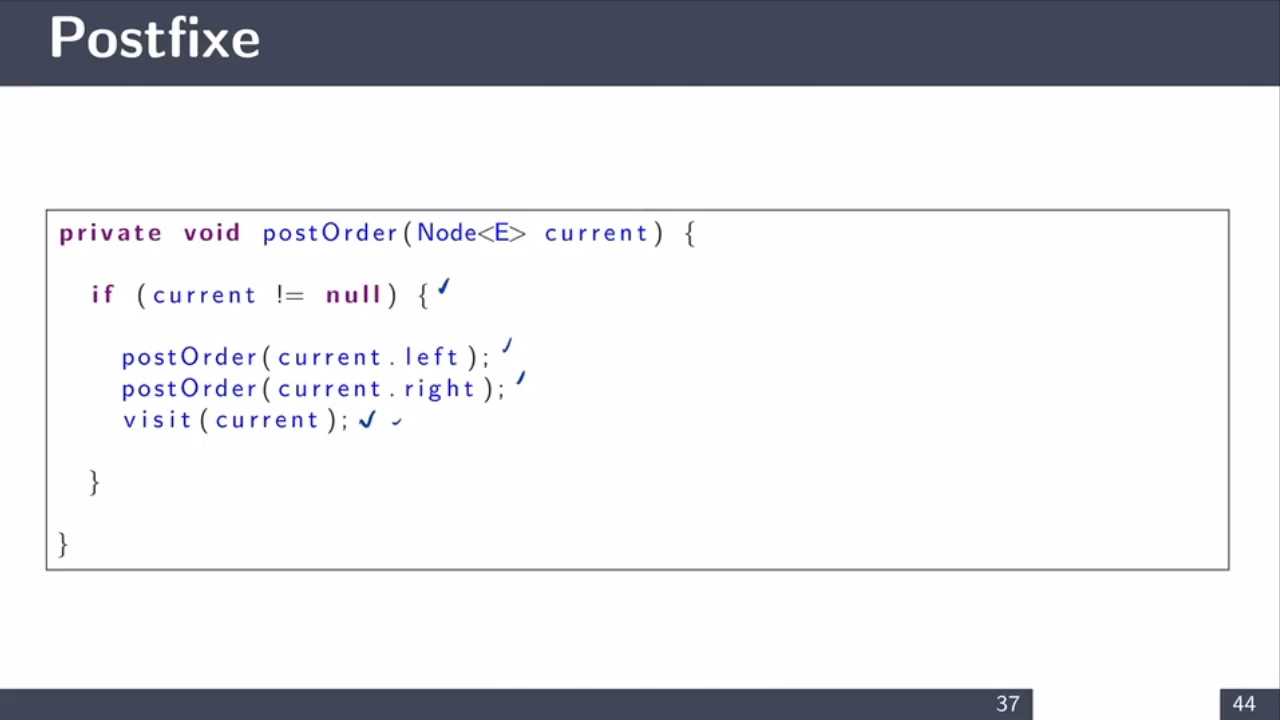 Postfixe
private void postOrder(Node<E> current) {
if (current != null) {
postOrder(current.left);
postOrder(current.right);
visit(current);
}
}
37
44